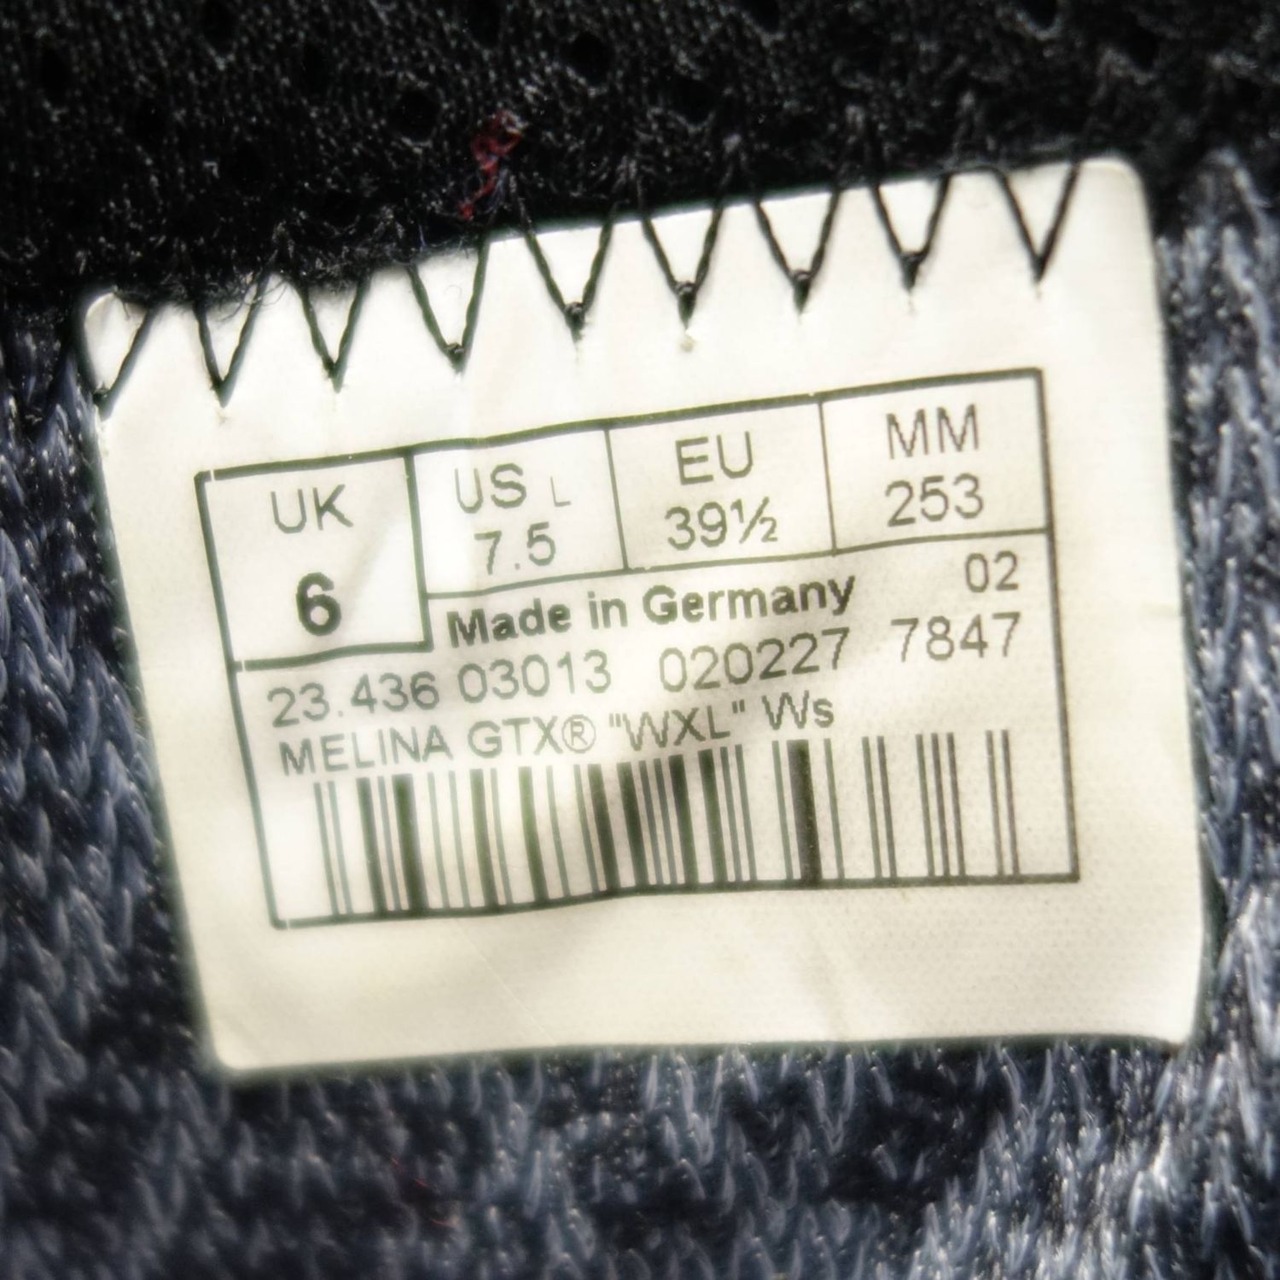 UK US L EU MM
6 7.5 39½ 253
Made in Germany 02
23.436 03013 020227 7847
MELINA GTX® "WXL" Ws